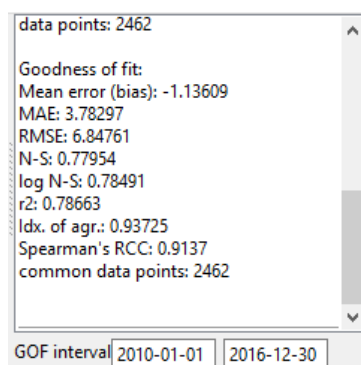 data points: 2462
Goodness of fit:
Mean error (bias): -1.13609
MAE: 3.78297
RMSE: 6.84761
N-S: 0.77954
log N-S: 0.78491
r2: 0.78663
Idx. of agr.: 0.93725
Spearman's RCC: 0.9137
common data points: 2462
GOF interval 2010-01-01 2016-12-30